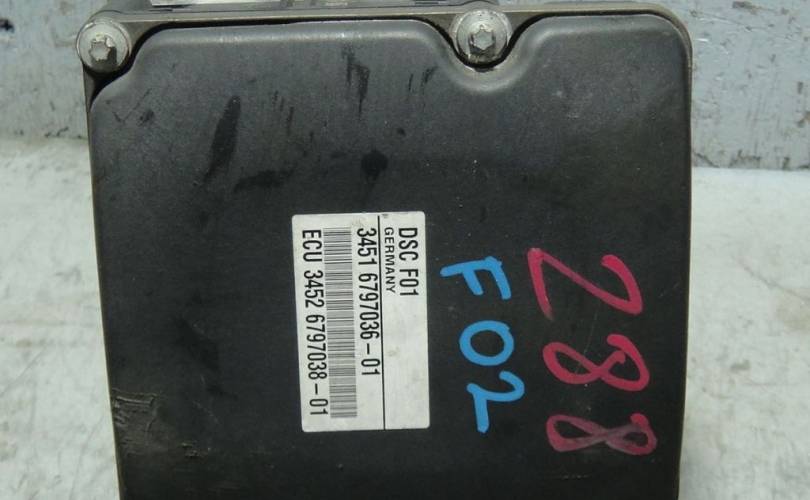 DSC F01
GERMANY
3451 6797036-01
ECU 3452 6797038-01
F02
288